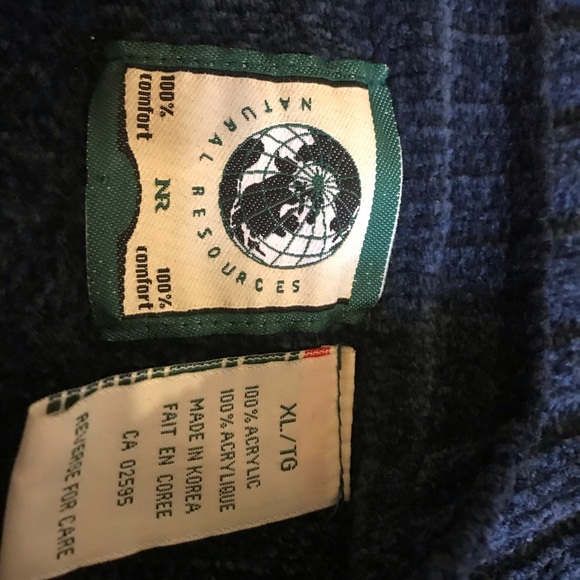 NATURAL RESOURCES
100%
comfort
NR
100%
comfort
XL/TG
100% ACRYLIC
100% ACRYLIQUE
MADE IN KOREA
FAIT EN COREE
CA 02595
REVERSE FOR CARE